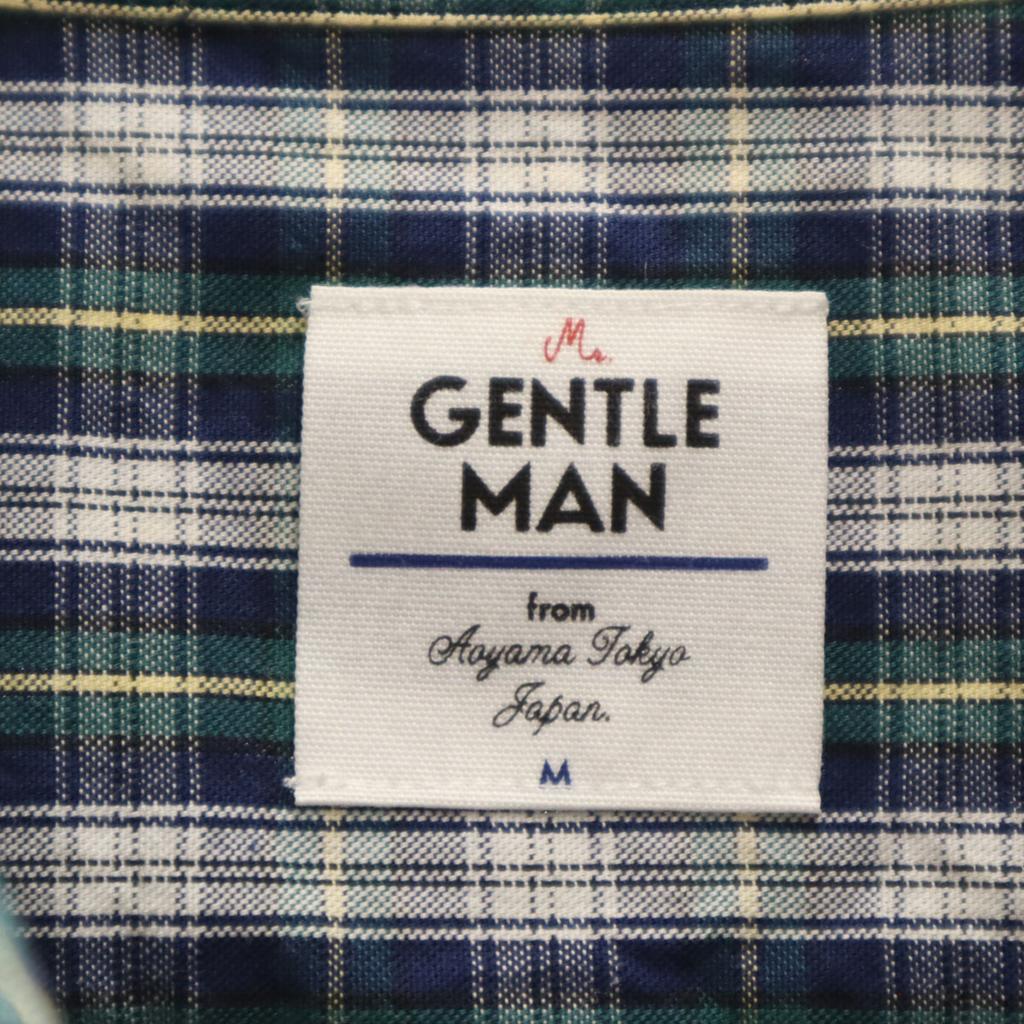 Mr.
GENTLE
MAN
from
Aoyama Tokyo
Japan.
M